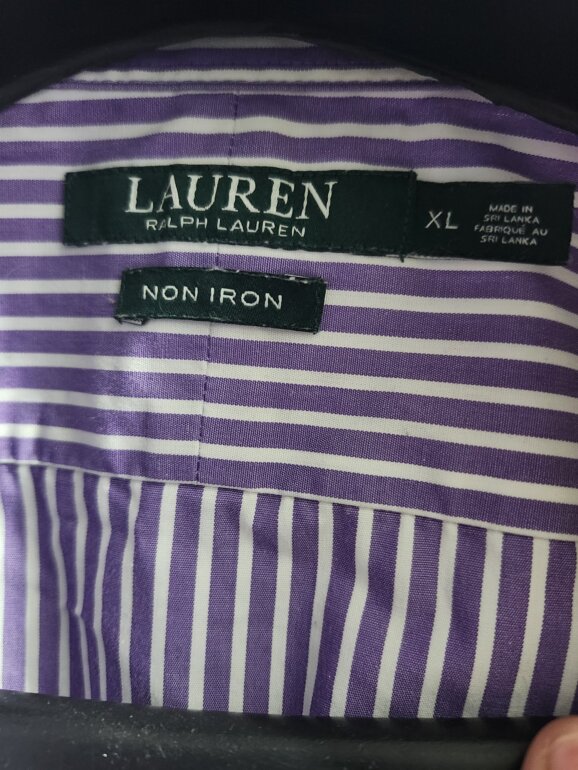 LAUREN
RALPH LAUREN
XL
MADE IN
SRI LANKA
FABRIQUÉ AU
SRI LANKA
NON IRON